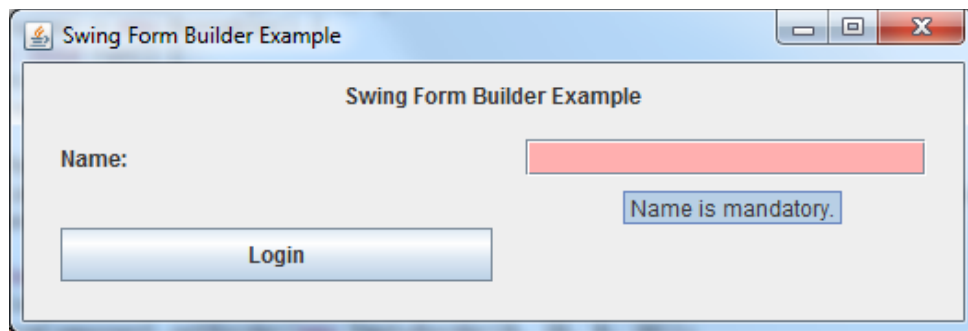 Swing Form Builder Example
Swing Form Builder Example
Name:
Name is mandatory.
Login